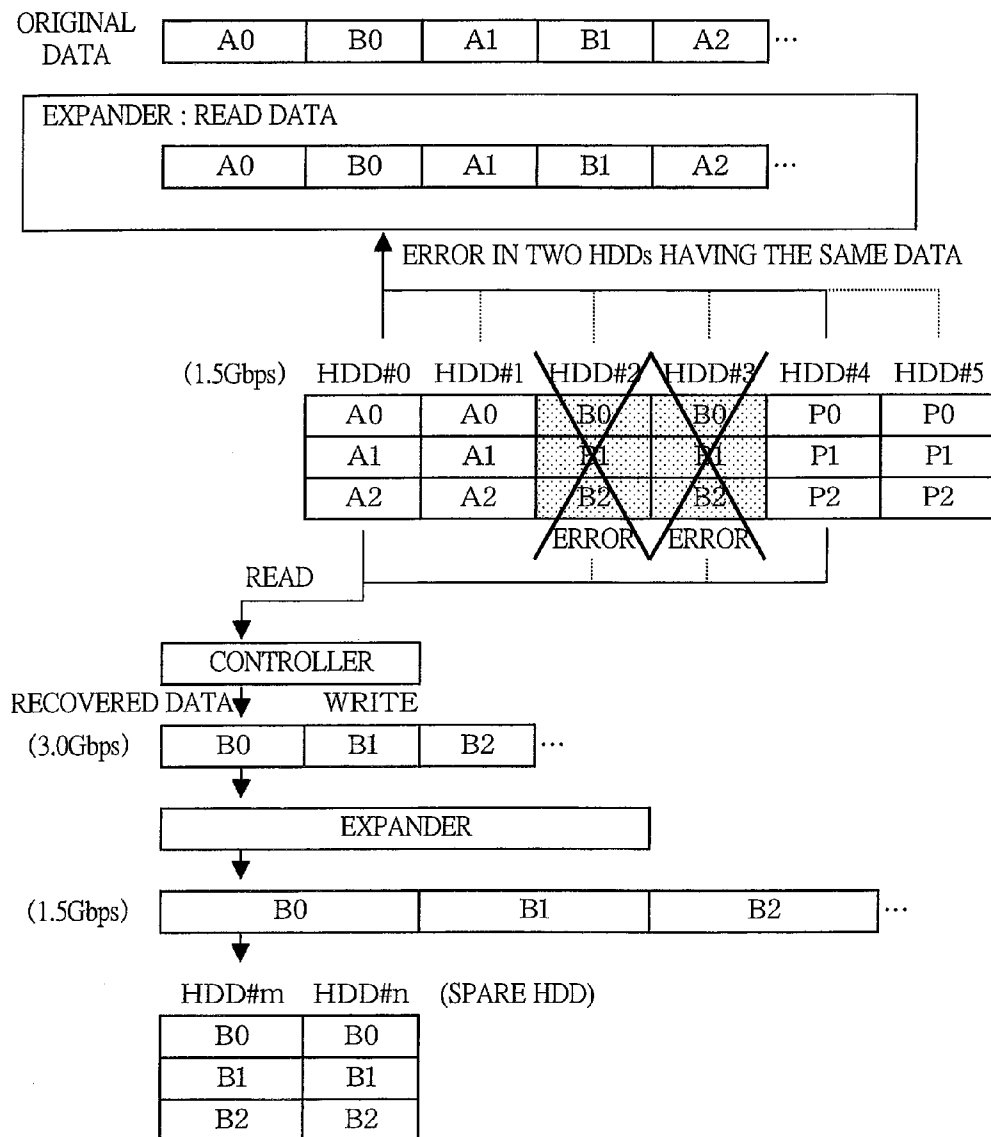 ORIGINAL
DATA
A0 B0 A1 B1 A2 ...
EXPANDER : READ DATA
A0 B0 A1 B1 A2 ...
ERROR IN TWO HDDs HAVING THE SAME DATA
(1.5Gbps) HDD#0 HDD#1 HDD#2 HDD#3 HDD#4 HDD#5
A0 A0 B0 B0 P0 P0
A1 A1 B1 B1 P1 P1
A2 A2 B2 B2 P2 P2
ERROR ERROR
READ
CONTROLLER
RECOVERED DATA WRITE
(3.0Gbps) B0 B1 B2 ...
EXPANDER
(1.5Gbps) B0 B1 B2 ...
HDD#m HDD#n (SPARE HDD)
B0 B0
B1 B1
B2 B2